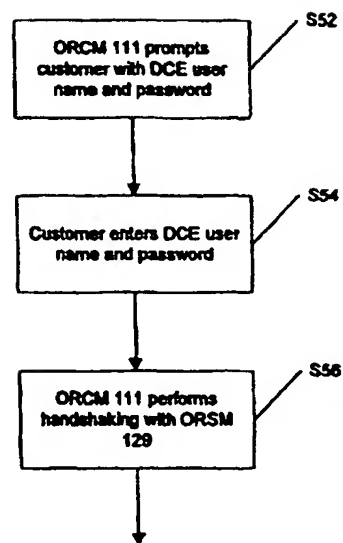 S52
ORCM 111 prompts
customer with DCE user
name and password
S54
Customer enters DCE user
name and password
S56
ORCM 111 performs
handshaking with ORSM
129